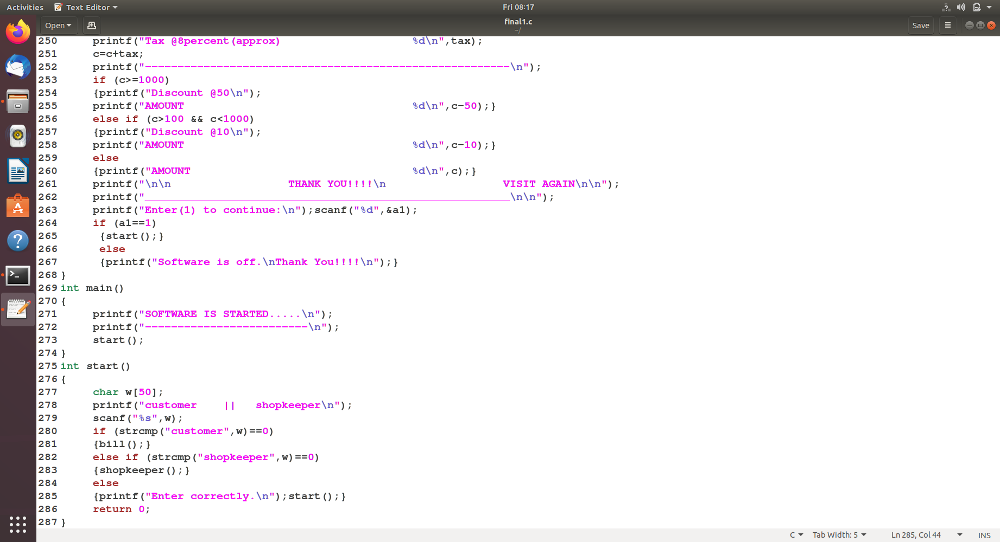 Activities Text Editor Fri 08:17
Open final1.c Save
~/
250 printf("Tax @8percent(approx) %d\n",tax);
251 c=c+tax;
252 printf("--------------------------------------------------------\n");
253 if (c>=1000)
254 {printf("Discount @50\n");
255 printf("AMOUNT %d\n",c-50);}
256 else if (c>100 && c<1000)
257 {printf("Discount @10\n");
258 printf("AMOUNT %d\n",c-10);}
259 else
260 {printf("AMOUNT %d\n",c);}
261 printf("\n\n THANK YOU!!!!\n VISIT AGAIN\n\n");
262 printf("________________________________________________________\n\n");
263 printf("Enter(1) to continue:\n");scanf("%d",&a1);
264 if (a1==1)
265 {start();}
266 else
267 {printf("Software is off.\nThank You!!!!\n");}
268 }
269 int main()
270 {
271 printf("SOFTWARE IS STARTED.....\n");
272 printf("-------------------------\n");
273 start();
274 }
275 int start()
276 {
277 char w[50];
278 printf("customer || shopkeeper\n");
279 scanf("%s",w);
280 if (strcmp("customer",w)==0)
281 {bill();}
282 else if (strcmp("shopkeeper",w)==0)
283 {shopkeeper();}
284 else
285 {printf("Enter correctly.\n");start();}
286 return 0;
287 }
C Tab Width: 5 Ln 285, Col 44 INS